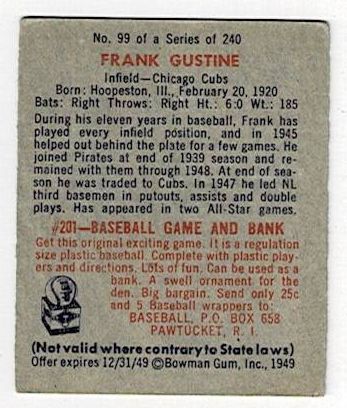 No. 99 of a Series of 240
FRANK GUSTINE
Infield—Chicago Cubs
Born: Hoopeston, Ill., February 20, 1920
Bats: Right Throws: Right Ht.: 6:0 Wt.: 185
During his eleven years in baseball, Frank has
played every infield position, and in 1945
helped out behind the plate for a few games. He
joined Pirates at end of 1939 season and re-
mained with them through 1948. At end of sea-
son he was traded to Cubs. In 1947 he led NL
third basemen in putouts, assists and double
plays. Has appeared in two All-Star games.
#201—BASEBALL GAME AND BANK
Get this original exciting game. It is a regulation
size plastic baseball. Complete with plastic players
and directions. Lots of fun. Can be used as a
bank. A swell ornament for
the den. Big bargain. Send only 25c
and 5 Baseball wrappers to:
BASEBALL, P.O. BOX 658
PAWTUCKET, R. I.
(Not valid where contrary to State laws)
Offer expires 12/31/49 ©Bowman Gum, Inc., 1949